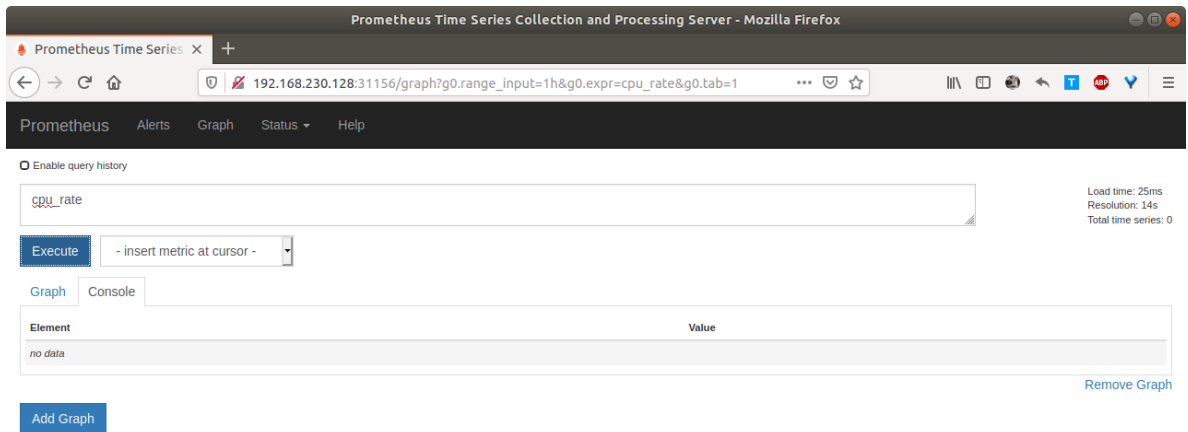 Prometheus Time Series Collection and Processing Server - Mozilla Firefox
Prometheus Time Series
192.168.230.128:31156/graph?g0.range_input=1h&g0.expr=cpu_rate&g0.tab=1
T ABP
Prometheus Alerts Graph Status Help
Enable query history
cpu_rate
Load time: 25ms
Resolution: 14s
Total time series: 0
Execute - insert metric at cursor -
Graph Console
Element Value
no data
Remove Graph
Add Graph